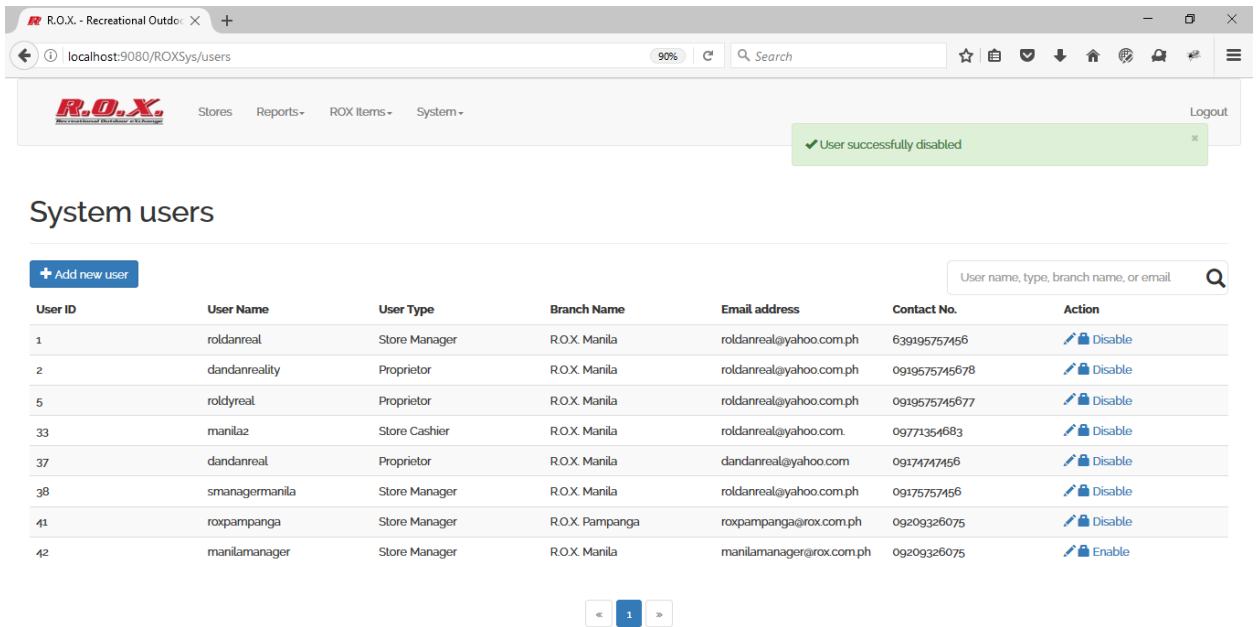 R.O.X. - Recreational Outdoo
localhost:9080/ROXSys/users 90% Search
R.O.X. Stores Reports ROX Items System Logout
Recreational Outdoor eXchange
User successfully disabled ×
System users
Add new user User name, type, branch name, or email
User ID User Name User Type Branch Name Email address Contact No. Action
1 roldanreal Store Manager R.O.X. Manila roldanreal@yahoo.com.ph 639195757456 Disable
2 dandanreality Proprietor R.O.X. Manila roldanreal@yahoo.com.ph 0919575745678 Disable
5 roldyreal Proprietor R.O.X. Manila roldanreal@yahoo.com.ph 0919575745677 Disable
33 manila2 Store Cashier R.O.X. Manila roldanreal@yahoo.com. 09771354683 Disable
37 dandanreal Proprietor R.O.X. Manila dandanreal@yahoo.com 09174747456 Disable
38 smanagermanila Store Manager R.O.X. Manila roldanreal@yahoo.com.ph 09175757456 Disable
41 roxpampanga Store Manager R.O.X. Pampanga roxpampanga@rox.com.ph 09209326075 Disable
42 manilamanager Store Manager R.O.X. Manila manilamanager@rox.com.ph 09209326075 Enable
« 1 »